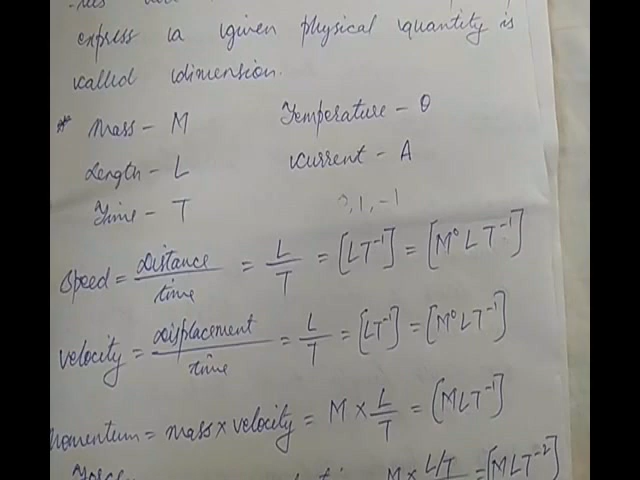 express a given physical quantity is
called dimension.
* Mass - M
Temperature - θ
Length - L
Current - A
Time - T
0, 1, -1
Speed = Distance/time = L/T = [LT⁻¹] = [M⁰LT⁻¹]
Velocity = Displacement/time = L/T = [LT⁻¹] = [M⁰LT⁻¹]
Momentum = Mass × velocity = M × L/T = [MLT⁻¹]
Force
M × L/T = [MLT⁻²]